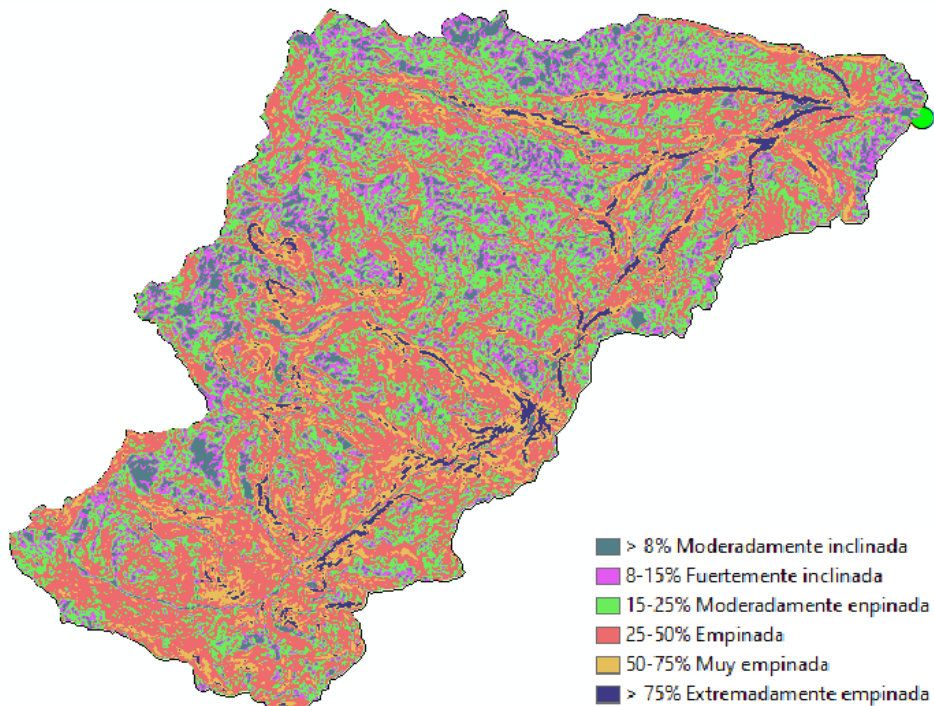 > 8% Moderadamente inclinada
8-15% Fuertemente inclinada
15-25% Moderadamente enpinada
25-50% Empinada
50-75% Muy empinada
> 75% Extremadamente empinada